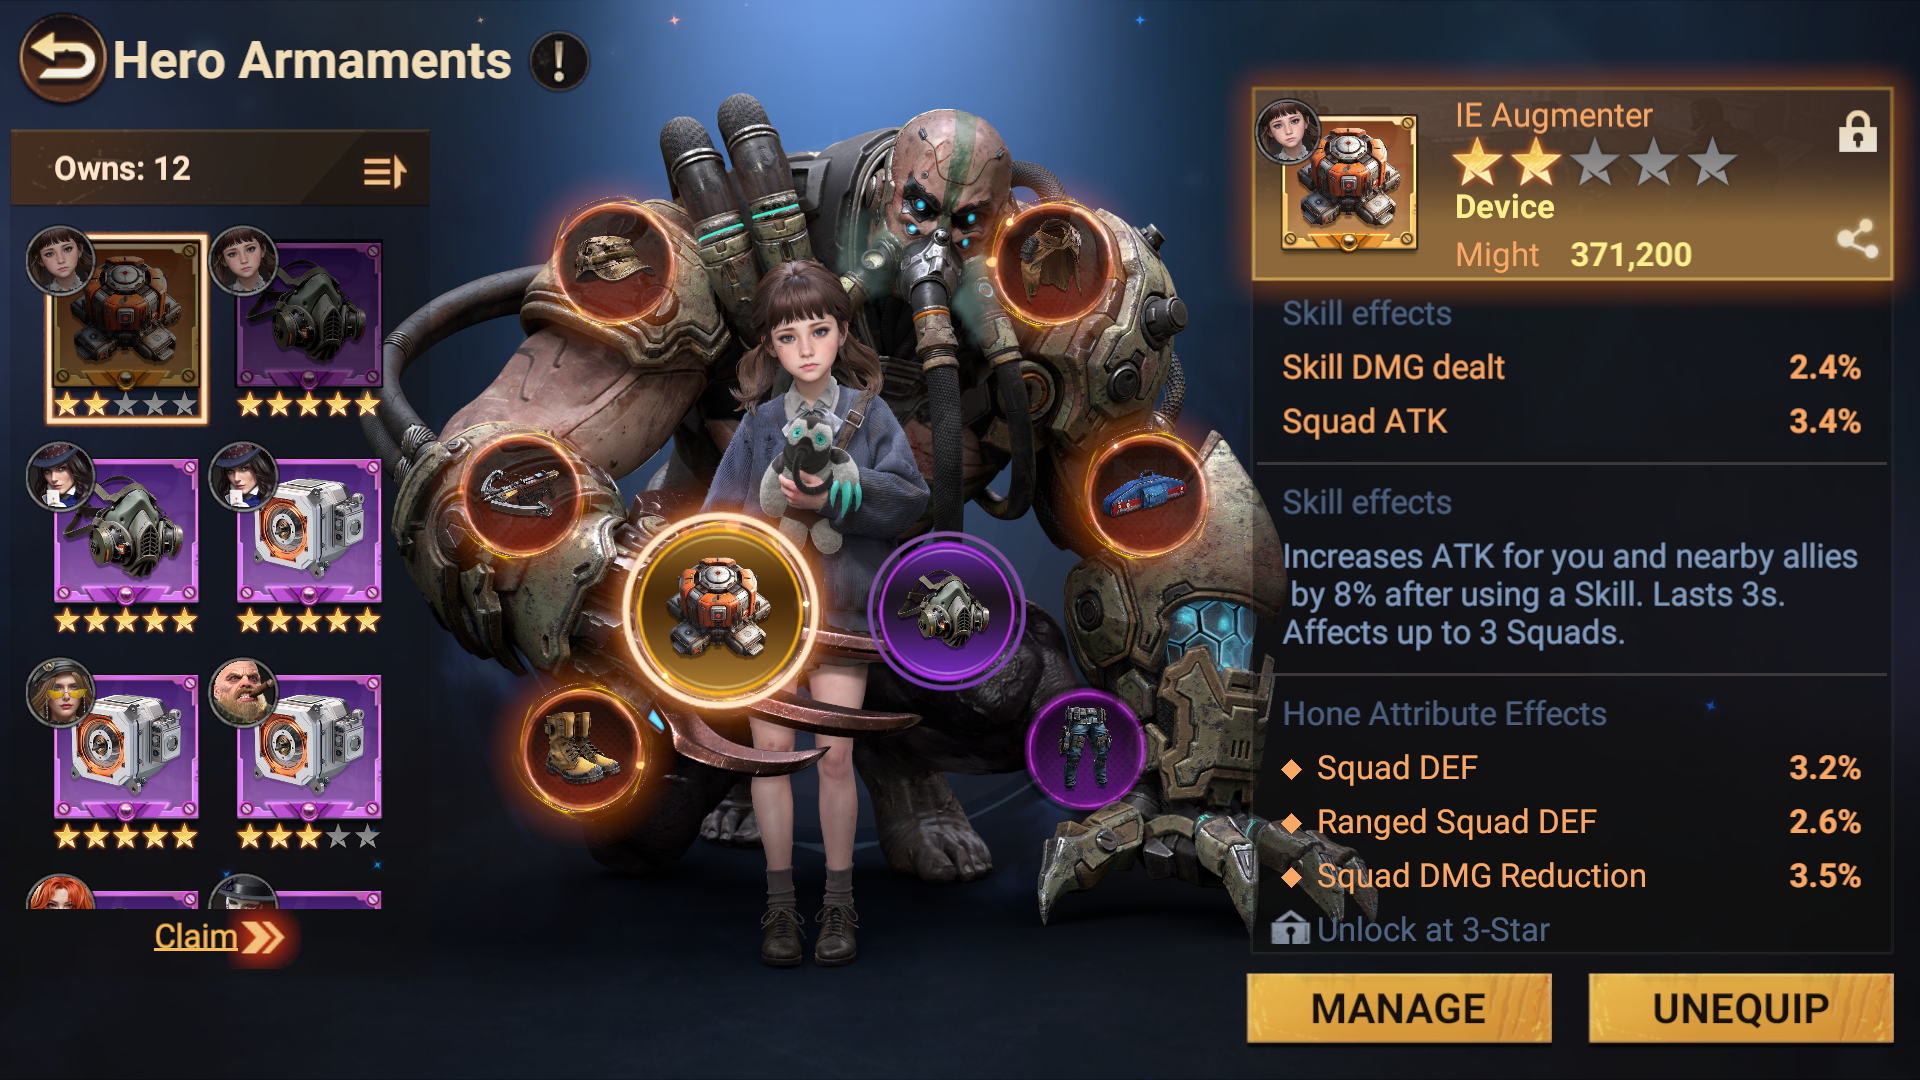 Hero Armaments
!
Owns: 12
Claim
IE Augmenter
Device
Might 371,200
Skill effects
Skill DMG dealt 2.4%
Squad ATK 3.4%
Skill effects
Increases ATK for you and nearby allies
by 8% after using a Skill. Lasts 3s.
Affects up to 3 Squads.
Hone Attribute Effects
Squad DEF 3.2%
Ranged Squad DEF 2.6%
Squad DMG Reduction 3.5%
Unlock at 3-Star
MANAGE
UNEQUIP